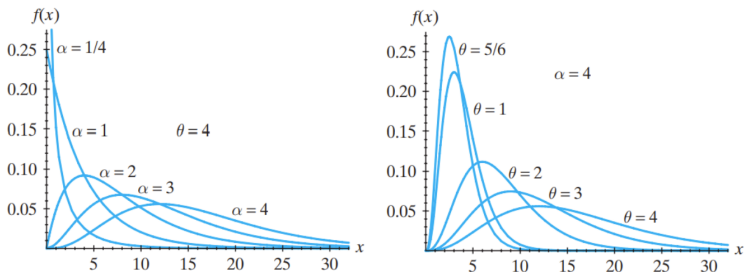 f(x)
0.25
0.20
0.15
0.10
0.05
α = 1/4
α = 1
θ = 4
α = 2
α = 3
α = 4
5 10 15 20 25 30 x
f(x)
0.25
0.20
0.15
0.10
0.05
θ = 5/6
α = 4
θ = 1
θ = 2
θ = 3
θ = 4
5 10 15 20 25 30 x